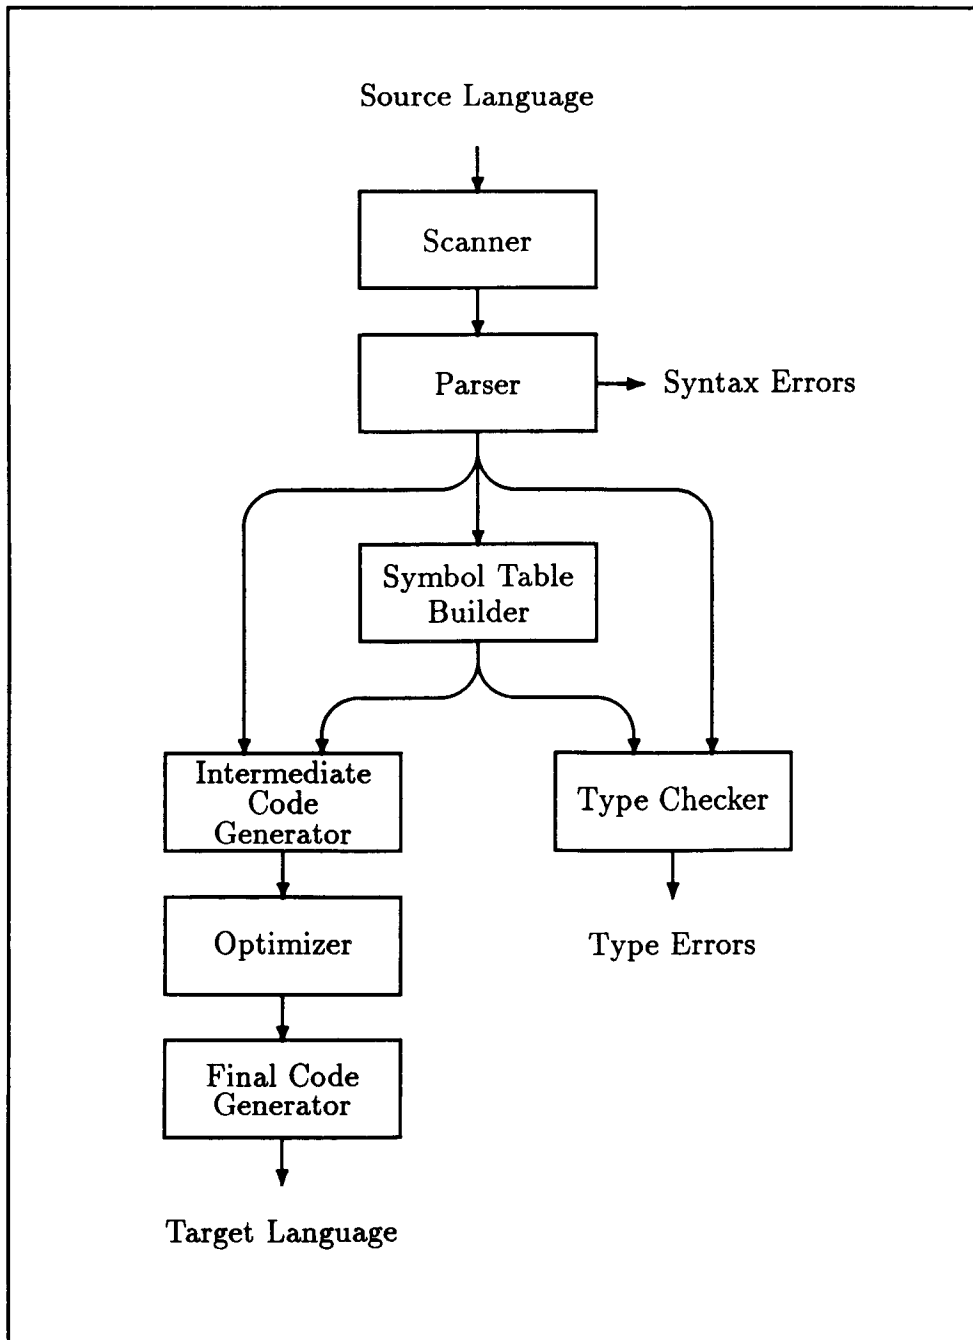 Source Language
Scanner
Parser
Syntax Errors
Symbol Table
Builder
Intermediate
Code
Generator
Type Checker
Optimizer
Type Errors
Final Code
Generator
Target Language